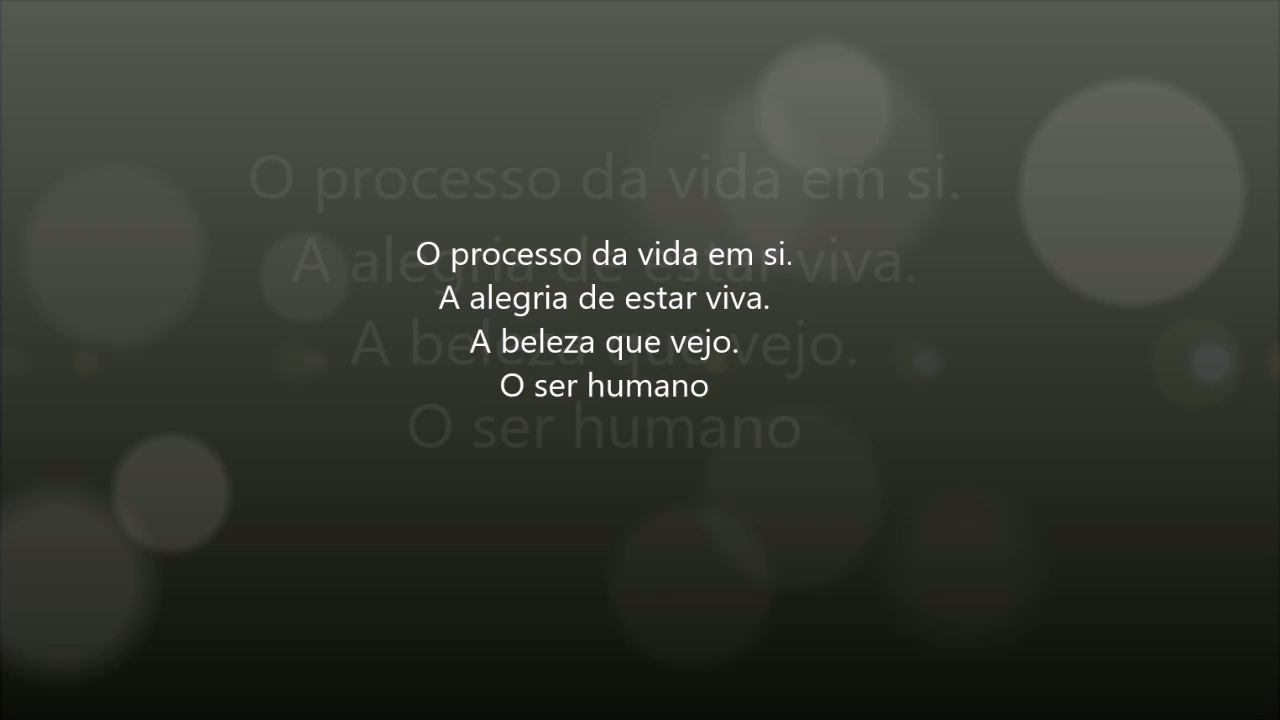 O processo da vida em si.
A alegria de estar viva.
A beleza que vejo.
O ser humano